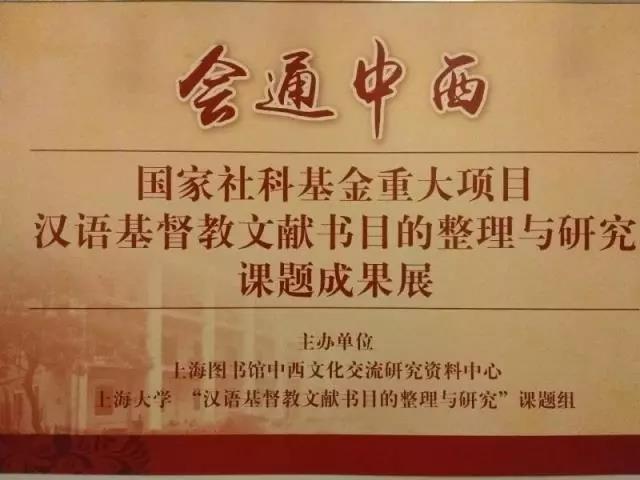 会通中西
国家社科基金重大项目
汉语基督教文献书目的整理与研究
课题成果展
主办单位
上海图书馆中西文化交流研究资料中心
上海大学 “汉语基督教文献书目的整理与研究”课题组